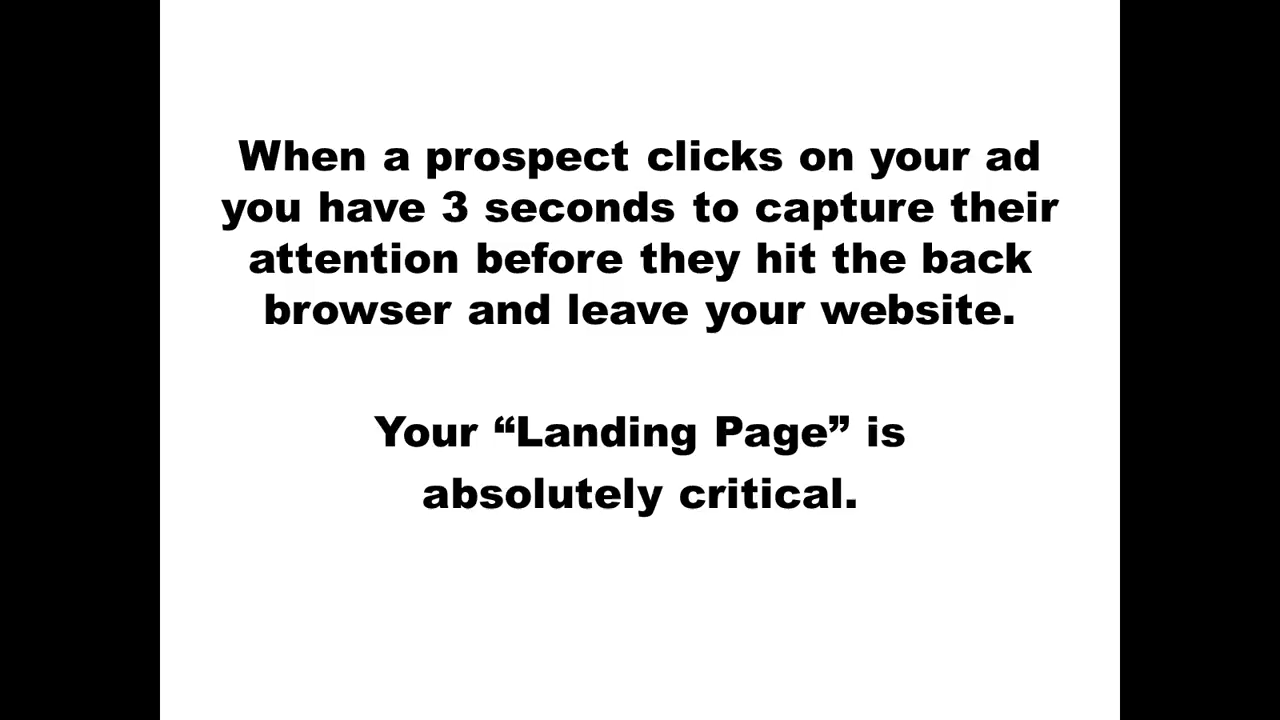 When a prospect clicks on your ad
you have 3 seconds to capture their
attention before they hit the back
browser and leave your website.
Your “Landing Page” is
absolutely critical.